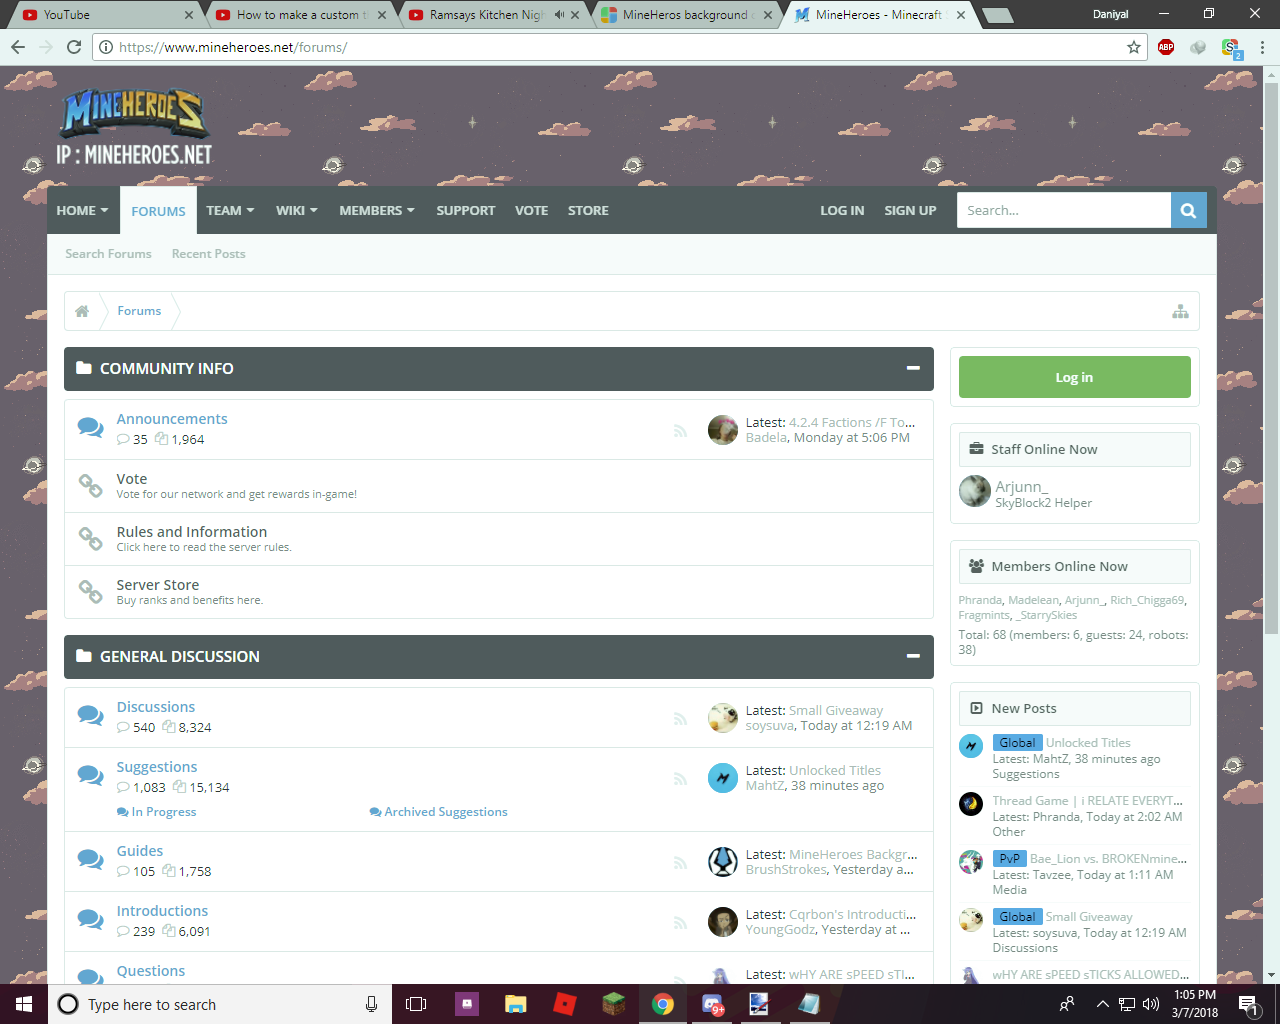 YouTube
How to make a custom t
Ramsays Kitchen Nigh
MineHeros background c
MineHeroes - Minecraft S
Daniyal
https://www.mineheroes.net/forums/
ABP
S
2
MINEHEROES
IP : MINEHEROES.NET
HOME
FORUMS
TEAM
WIKI
MEMBERS
SUPPORT
VOTE
STORE
LOG IN
SIGN UP
Search...
Search Forums
Recent Posts
Forums
COMMUNITY INFO
Announcements
35 1,964
Latest: 4.2.4 Factions /F To...
Badela, Monday at 5:06 PM
Vote
Vote for our network and get rewards in-game!
Rules and Information
Click here to read the server rules.
Server Store
Buy ranks and benefits here.
GENERAL DISCUSSION
Discussions
540 8,324
Latest: Small Giveaway
soysuva, Today at 12:19 AM
Suggestions
1,083 15,134
Latest: Unlocked Titles
MahtZ, 38 minutes ago
In Progress
Archived Suggestions
Guides
105 1,758
Latest: MineHeroes Backgr...
BrushStrokes, Yesterday a...
Introductions
239 6,091
Latest: Cqrbon's Introducti...
YoungGodz, Yesterday at ...
Questions
Latest: wHY ARE sPEED sTI...
Log in
Staff Online Now
Arjunn_
SkyBlock2 Helper
Members Online Now
Phranda, Madelean, Arjunn_, Rich_Chigga69,
Fragmints, _StarrySkies
Total: 68 (members: 6, guests: 24, robots:
38)
New Posts
Global Unlocked Titles
Latest: MahtZ, 38 minutes ago
Suggestions
Thread Game | i RELATE EVERYT...
Latest: Phranda, Today at 2:02 AM
Other
PvP Bae_Lion vs. BROKENmine...
Latest: Tavzee, Today at 1:11 AM
Media
Global Small Giveaway
Latest: soysuva, Today at 12:19 AM
Discussions
wHY ARE sPEED sTICKS ALLOWED...
Type here to search
9+
1:05 PM
3/7/2018
1